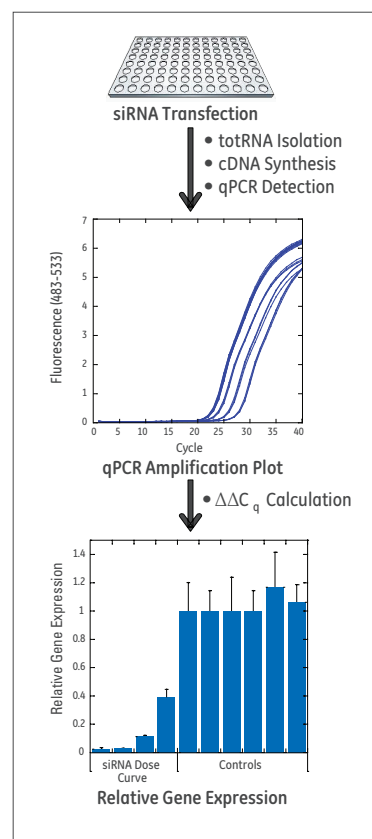 siRNA Transfection
• totRNA Isolation
• cDNA Synthesis
• qPCR Detection
Fluorescence (483-533)
7
6
5
4
3
2
1
0
0 5 10 15 20 25 30 35 40
Cycle
qPCR Amplification Plot
• ΔΔC q Calculation
Relative Gene Expression
1.4
1.2
1
0.8
0.6
0.4
0.2
0
siRNA Dose Controls
Curve
Relative Gene Expression